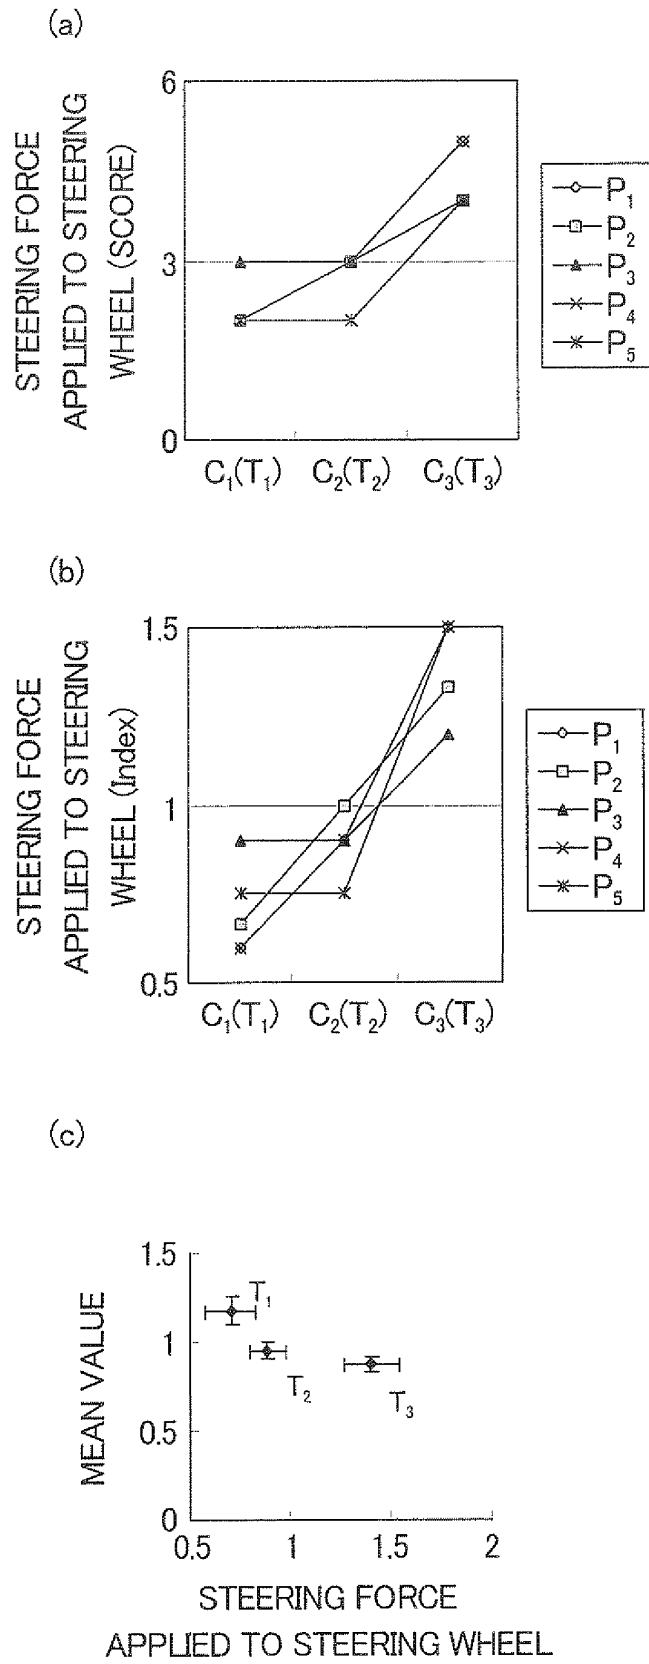 (a)
STEERING FORCE
APPLIED TO STEERING
WHEEL (SCORE)
6
3
0
C₁(T₁) C₂(T₂) C₃(T₃)
P₁
P₂
P₃
P₄
P₅
(b)
STEERING FORCE
APPLIED TO STEERING
WHEEL (Index)
1.5
1
0.5
C₁(T₁) C₂(T₂) C₃(T₃)
P₁
P₂
P₃
P₄
P₅
(c)
MEAN VALUE
1.5
1
0.5
0
T₁
T₂
T₃
0.5 1 1.5 2
STEERING FORCE
APPLIED TO STEERING WHEEL